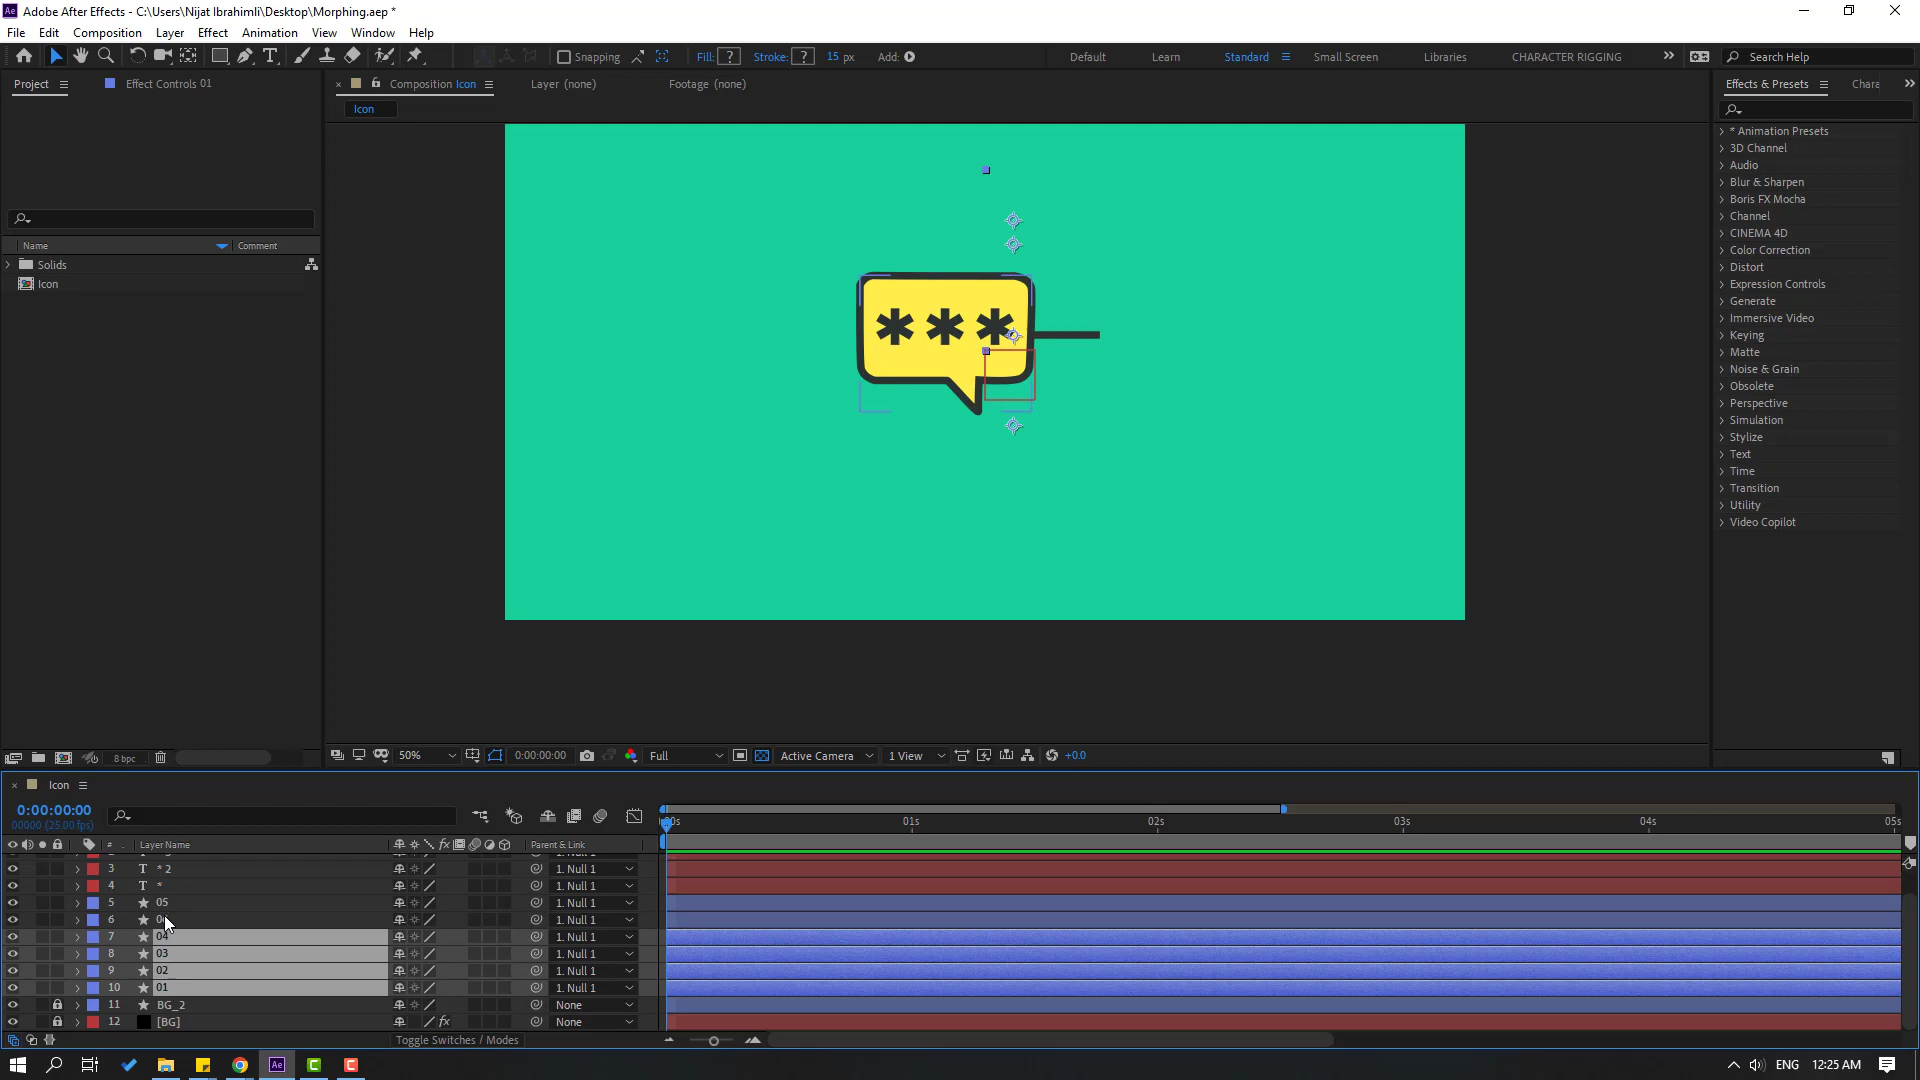 Adobe After Effects - C:\Users\Nijat Ibrahimli\Desktop\Morphing.aep *
File Edit Composition Layer Effect Animation View Window Help
Snapping Fill: ? Stroke: ? 15 px Add: Default Learn Standard Small Screen Libraries CHARACTER RIGGING Search Help
Project Effect Controls 01 Composition Icon Layer (none) Footage (none) Effects & Presets Chara
Icon
* Animation Presets
3D Channel
Audio
Blur & Sharpen
Boris FX Mocha
Channel
CINEMA 4D
Color Correction
Distort
Expression Controls
Generate
Immersive Video
Keying
Matte
Noise & Grain
Obsolete
Perspective
Simulation
Stylize
Text
Time
Transition
Utility
Video Copilot
Name Comment
Solids
Icon
***
8 bpc 50% 0:00:00:00 Full Active Camera 1 View +0.0
Icon
0:00:00:00
00000 (25.00 fps)
:00s 01s 02s 03s 04s 05s
# Layer Name Parent & Link
3 * 2 1. Null 1
4 * 1. Null 1
5 05 1. Null 1
6 1. Null 1
7 04 1. Null 1
8 03 1. Null 1
9 02 1. Null 1
10 01 1. Null 1
11 BG_2 None
12 [BG] None
Toggle Switches / Modes
ENG 12:25 AM